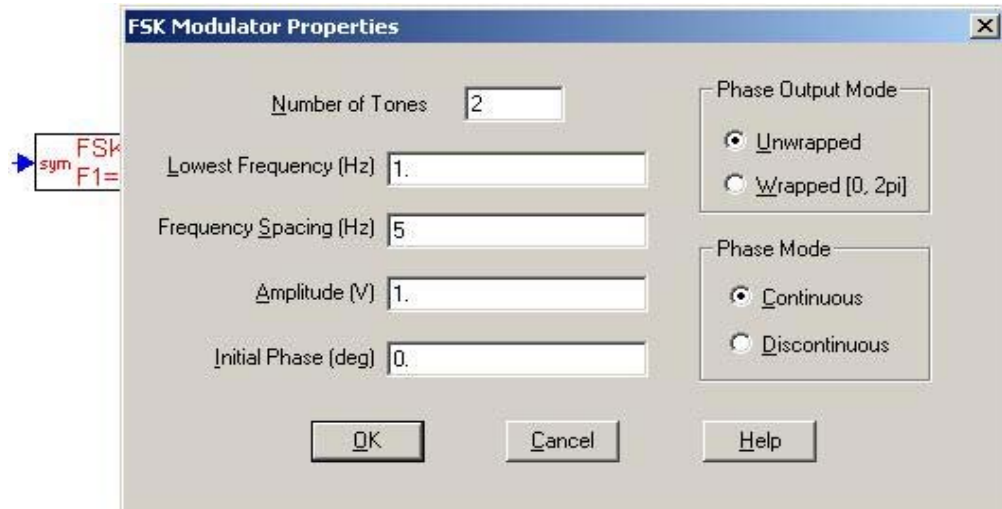 FSK Modulator Properties
sym FSK
F1=
Number of Tones 2
Lowest Frequency (Hz) 1.
Frequency Spacing (Hz) 5
Amplitude (V) 1.
Initial Phase (deg) 0.
Phase Output Mode
Unwrapped
Wrapped [0, 2pi]
Phase Mode
Continuous
Discontinuous
OK Cancel Help